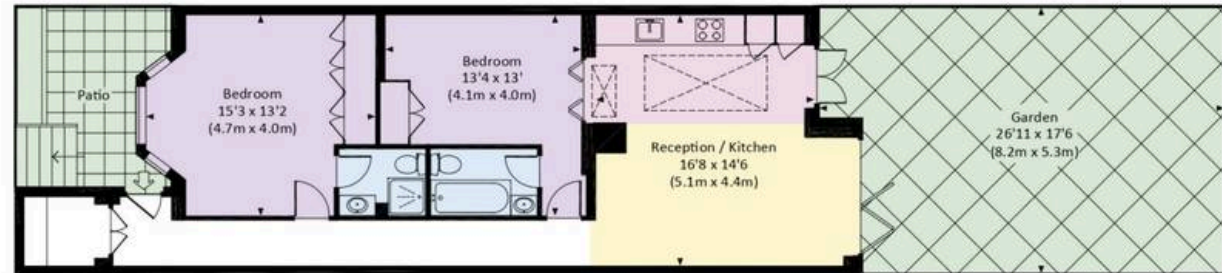 Patio
Bedroom
15'3 x 13'2
(4.7m x 4.0m)
Bedroom
13'4 x 13'
(4.1m x 4.0m)
Reception / Kitchen
16'8 x 14'6
(5.1m x 4.4m)
Garden
26'11 x 17'6
(8.2m x 5.3m)